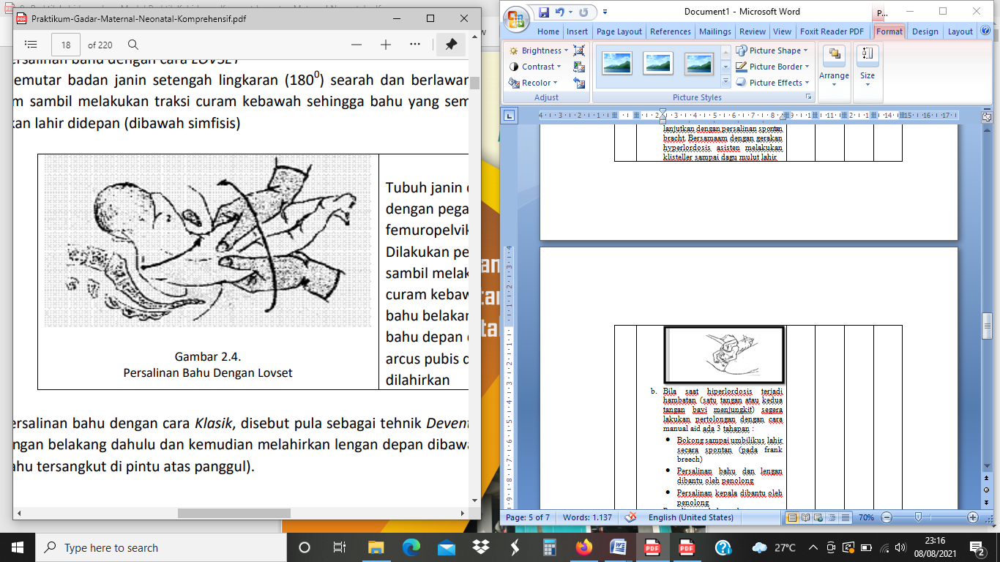 Praktikum-Gadar-Maternal-Neonatal-Komprehensif.pdf
18 of 220
ersalinan bahu dengan cara LOVSET
emutar badan janin setengah lingkaran (180⁰) searah dan berlawan
m sambil melakukan traksi curam kebawah sehingga bahu yang sem
kan lahir didepan (dibawah simfisis)
2
Tubuh janin d
dengan pega
femuropelvik
Dilakukan pe
sambil melak
curam kebaw
bahu belakan
bahu depan d
arcus pubis d
dilahirkan
Gambar 2.4.
Persalinan Bahu Dengan Lovset
ersalinan bahu dengan cara Klasik, disebut pula sebagai tehnik Devent
ngan belakang dahulu dan kemudian melahirkan lengan depan dibawa
ahu tersangkut di pintu atas panggul).
Document1 - Microsoft Word
P...
Home Insert Page Layout References Mailings Review View Foxit Reader PDF Format Design Layout
Brightness
Contrast
Recolor
Adjust
Picture Shape
Picture Border
Picture Effects
Picture Styles
Arrange
Size
lanjutkan dengan persalinan spontan
bracht. Bersamaam dengan gerakan
hyperlordosis asisten melakukan
klisteller sampai dagu mulut lahir
b. Bila saat hiperlordosis terjadi
hambatan (satu tangan atau kedua
tangan bayi menjungkit) segera
lakukan pertolongan dengan cara
manual aid ada 3 tahapan :
• Bokong sampai umbilikus lahir
secara spontan (pada frank
breech)
• Persalinan bahu dan lengan
dibantu oleh penolong
• Persalinan kepala dibantu oleh
penolong
Page: 5 of 7 Words: 1.137 English (United States) 70%
Type here to search
27°C
23:16
08/08/2021
2